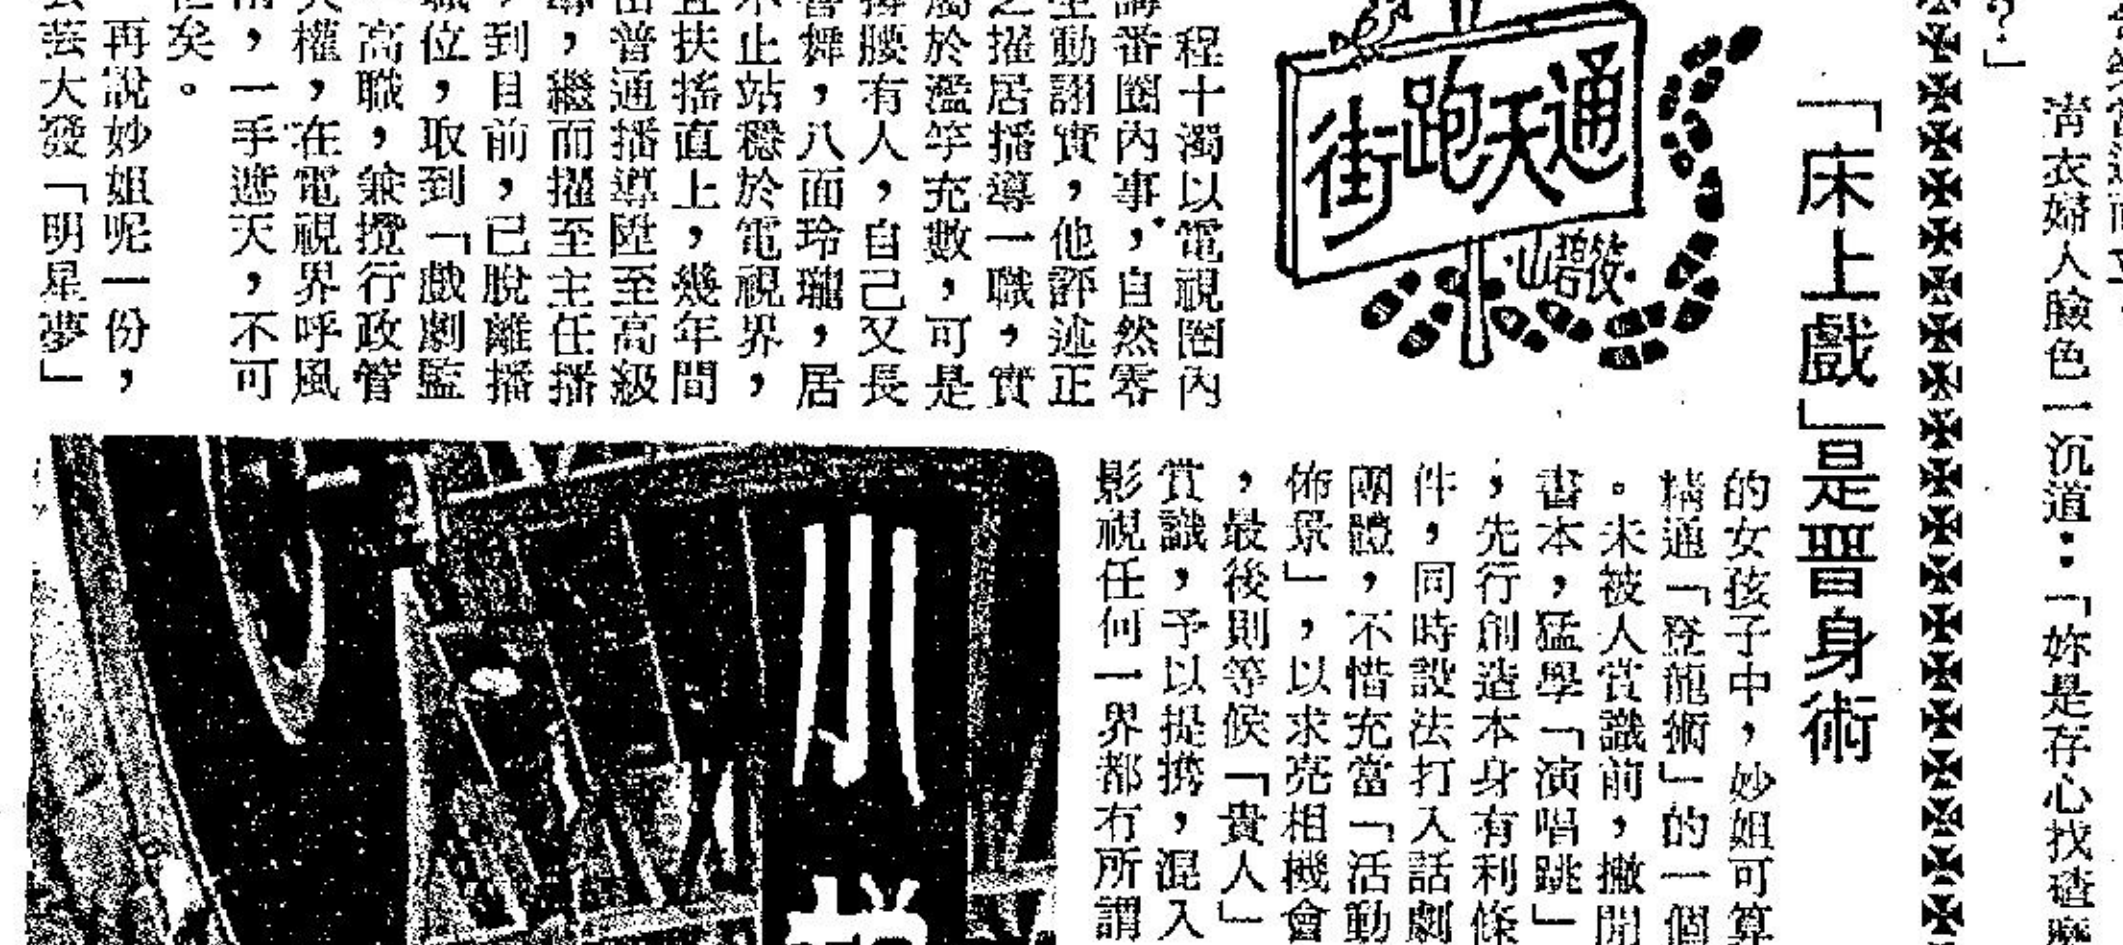 清衣婦人臉色一沉道：「妳是存心找碴麼
？」
「床上戲」是晉身術
通天跑街
程十濁以電視圈內
講番圈內事，自然零
動詡實，他評述正
之擢居播導一職，實
屬於濫竽充數，可是
撐腰有人，自己又長
善舞，八面玲瓏，居
不止站穩於電視界，
且扶搖直上，幾年間
由普通播導陞至高級
導，繼而擢至主任播
，到目前，已脫離播
職位，取到「戲劇監
高職，兼攬行政管
大權，在電視界呼風
，一手遮天，不可
矣。
再說妙姐呢一份，
芸大發「明星夢」
的女孩子中，妙姐可算
精通「登龍術」的一個
。未被人賞識前，撇開
書本，猛學「演唱跳」
，先行創造本身有利條
件，同時設法打入話劇
團體，不惜充當「活動
佈景」，以求亮相機會
，最後則等候「貴人」
賞識，予以提携，混入
影視任何一界都冇所謂
小